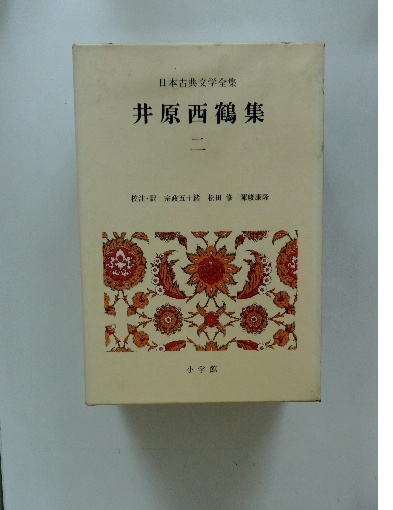 日本古典文学全集
井原西鶴集
二
校注・訳 宗政五十緒 松田 修 暉峻康隆
小学館